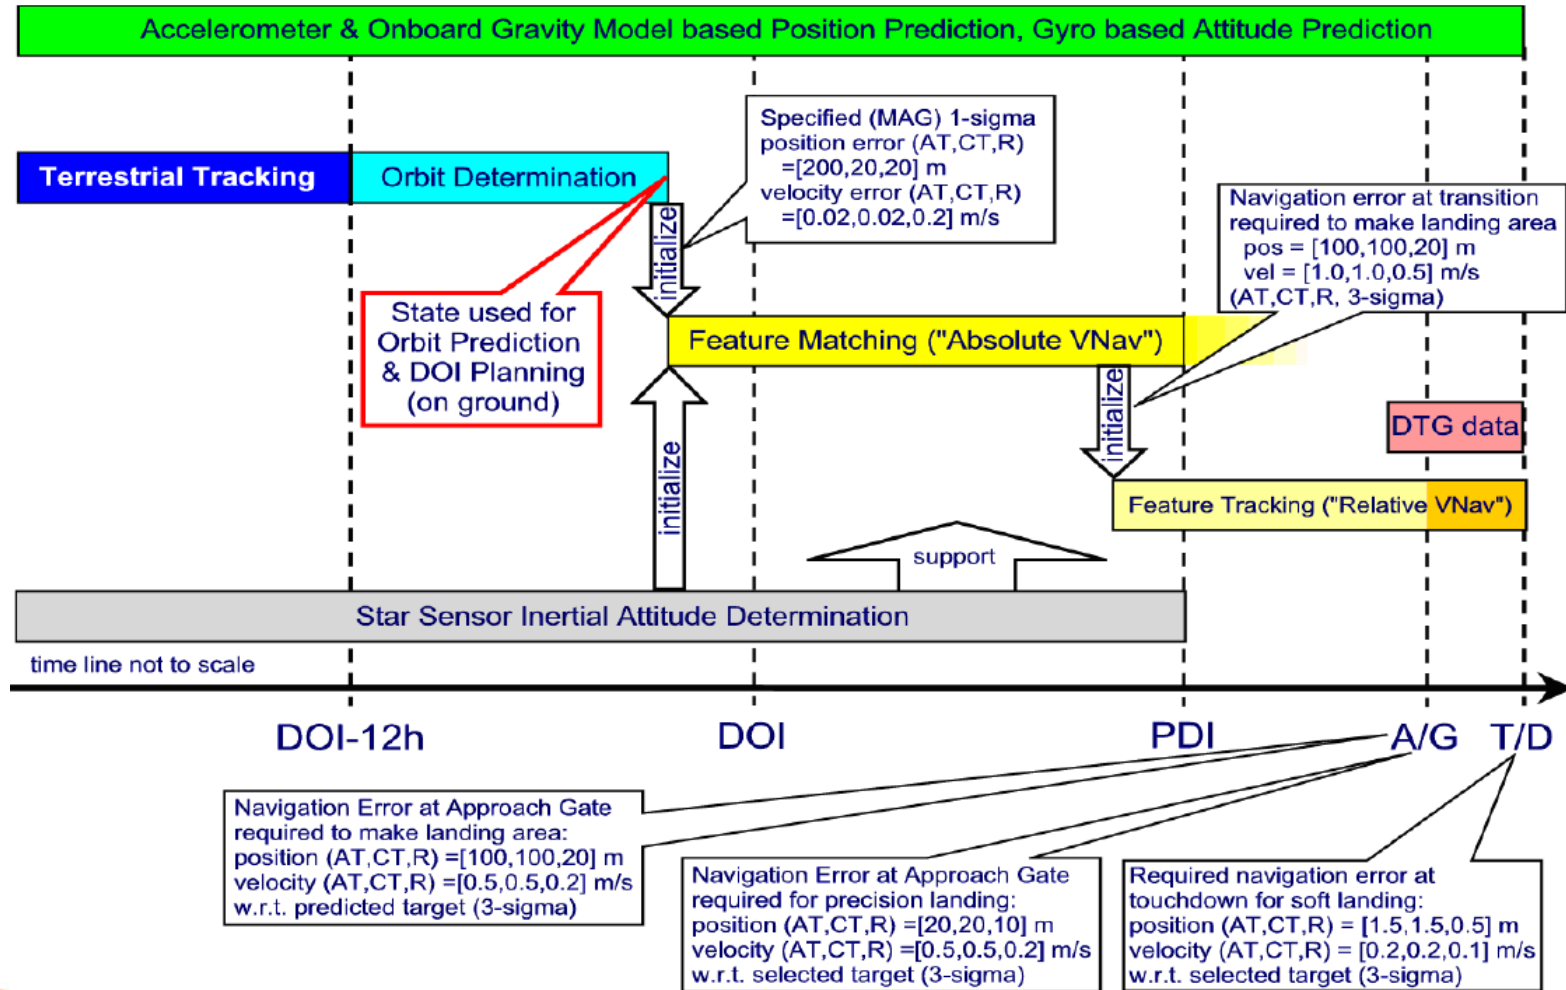 Accelerometer & Onboard Gravity Model based Position Prediction, Gyro based Attitude Prediction
Terrestrial Tracking
Orbit Determination
Specified (MAG) 1-sigma
position error (AT,CT,R)
=[200,20,20] m
velocity error (AT,CT,R)
=[0.02,0.02,0.2] m/s
Navigation error at transition
required to make landing area
pos = [100,100,20] m
vel = [1.0,1.0,0.5] m/s
(AT,CT,R, 3-sigma)
initialize
State used for
Orbit Prediction
& DOI Planning
(on ground)
Feature Matching ("Absolute VNav")
initialize
DTG data
initialize
Feature Tracking ("Relative VNav")
support
Star Sensor Inertial Attitude Determination
time line not to scale
DOI-12h
DOI
PDI
A/G
T/D
Navigation Error at Approach Gate
required to make landing area:
position (AT,CT,R) =[100,100,20] m
velocity (AT,CT,R) =[0.5,0.5,0.2] m/s
w.r.t. predicted target (3-sigma)
Navigation Error at Approach Gate
required for precision landing:
position (AT,CT,R) =[20,20,10] m
velocity (AT,CT,R) =[0.5,0.5,0.2] m/s
w.r.t. selected target (3-sigma)
Required navigation error at
touchdown for soft landing:
position (AT,CT,R) = [1.5,1.5,0.5] m
velocity (AT,CT,R) = [0.2,0.2,0.1] m/s
w.r.t. selected target (3-sigma)